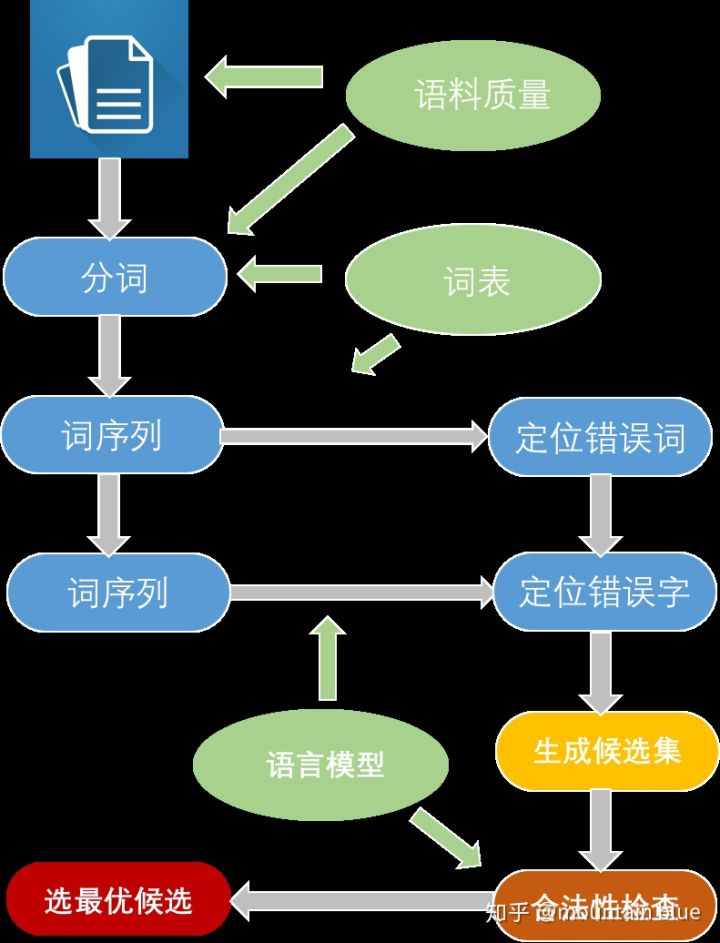 语料质量
分词
词表
词序列
定位错误词
词序列
定位错误字
生成候选集
语言模型
选最优候选
合法性检查
知乎 @mountain blue